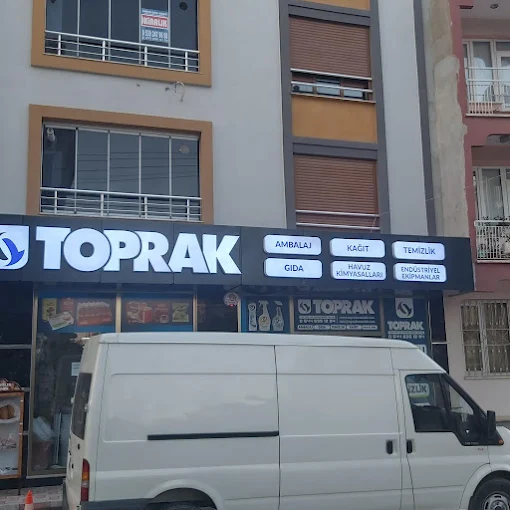 KİRALIK
TOPRAK
AMBALAJ
KAĞIT
TEMİZLİK
GIDA
HAVUZ
KİMYASALLARI
ENDÜSTRİYEL
EKİPMANLAR
TOPRAK
TOPRAK